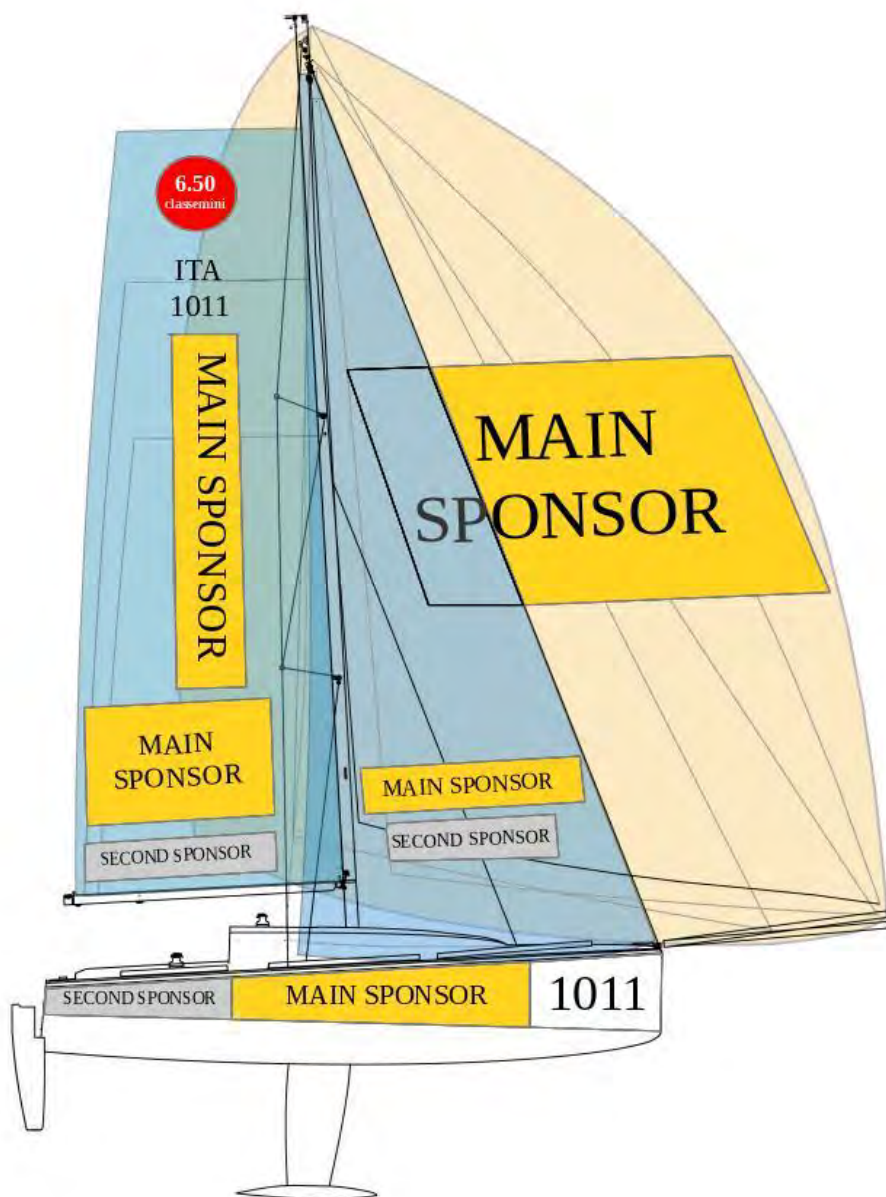 6.50
classemini
ITA
1011
MAIN SPONSOR
MAIN
SPONSOR
MAIN
SPONSOR
SECOND SPONSOR
MAIN SPONSOR
SECOND SPONSOR
SECOND SPONSOR
MAIN SPONSOR
1011